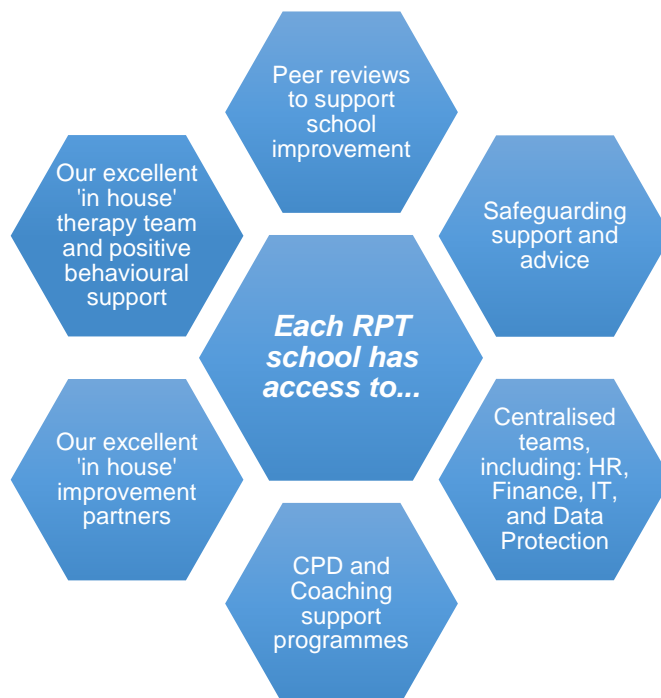 Peer reviews
to support
school
improvement
Our excellent
'in house'
therapy team
and positive
behavioural
support
Safeguarding
support and
advice
Each RPT
school has
access to...
Our excellent
'in house'
improvement
partners
Centralised
teams,
including: HR,
Finance, IT,
and Data
Protection
CPD and
Coaching
support
programmes